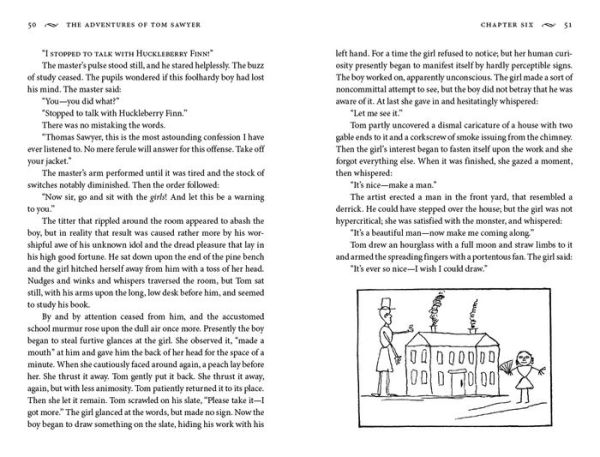 50 THE ADVENTURES OF TOM SAWYER
"I STOPPED TO TALK WITH HUCKLEBERRY FINN!"
The master's pulse stood still, and he stared helplessly. The buzz
of study ceased. The pupils wondered if this foolhardy boy had lost
his mind. The master said:
"You—you did what?"
"Stopped to talk with Huckleberry Finn."
There was no mistaking the words.
"Thomas Sawyer, this is the most astounding confession I have
ever listened to. No mere ferule will answer for this offense. Take off
your jacket."
The master's arm performed until it was tired and the stock of
switches notably diminished. Then the order followed:
"Now sir, go and sit with the girls! And let this be a warning
to you."
The titter that rippled around the room appeared to abash the
boy, but in reality that result was caused rather more by his wor-
shipful awe of his unknown idol and the dread pleasure that lay in
his high good fortune. He sat down upon the end of the pine bench
and the girl hitched herself away from him with a toss of her head.
Nudges and winks and whispers traversed the room, but Tom sat
still, with his arms upon the long, low desk before him, and seemed
to study his book.
By and by attention ceased from him, and the accustomed
school murmur rose upon the dull air once more. Presently the boy
began to steal furtive glances at the girl. She observed it, "made a
mouth" at him and gave him the back of her head for the space of a
minute. When she cautiously faced around again, a peach lay before
her. She thrust it away. Tom gently put it back. She thrust it away,
again, but with less animosity. Tom patiently returned it to its place.
Then she let it remain. Tom scrawled on his slate, "Please take it—I
got more." The girl glanced at the words, but made no sign. Now the
boy began to draw something on the slate, hiding his work with his
CHAPTER SIX 51
left hand. For a time the girl refused to notice; but her human curi-
osity presently began to manifest itself by hardly perceptible signs.
The boy worked on, apparently unconscious. The girl made a sort of
noncommittal attempt to see, but the boy did not betray that he was
aware of it. At last she gave in and hesitatingly whispered:
"Let me see it."
Tom partly uncovered a dismal caricature of a house with two
gable ends to it and a corkscrew of smoke issuing from the chimney.
Then the girl's interest began to fasten itself upon the work and she
forgot everything else. When it was finished, she gazed a moment,
then whispered:
"It's nice—make a man."
The artist erected a man in the front yard, that resembled a
derrick. He could have stepped over the house; but the girl was not
hypercritical; she was satisfied with the monster, and whispered:
"It's a beautiful man—now make me coming along."
Tom drew an hourglass with a full moon and straw limbs to it
and armed the spreading fingers with a portentous fan. The girl said:
"It's ever so nice—I wish I could draw."